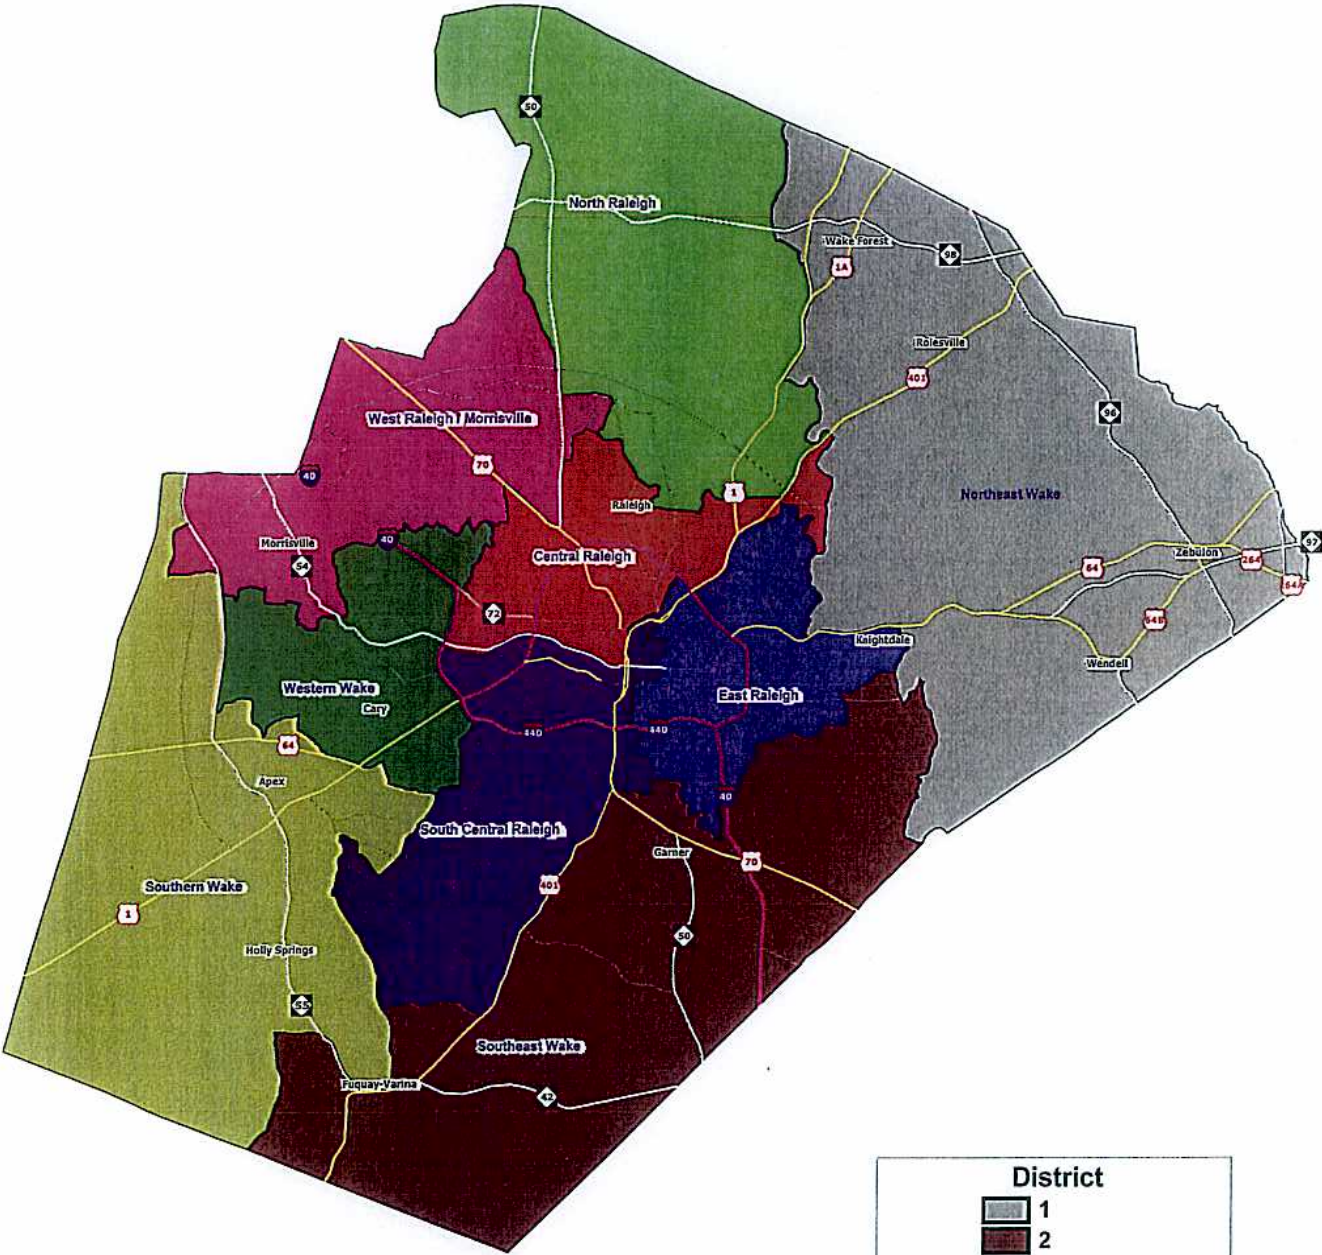 50
North Raleigh
Wake Forest
98
1A
Rolesville
401
West Raleigh / Morrisville
96
70
40
1
Northeast Wake
Raleigh
Morrisville
40
54
Central Raleigh
97
Zebulon
264
64
64A
72
64B
Knightdale
Wendell
Western Wake
East Raleigh
Cary
440
440
64
Apex
40
South Central Raleigh
Garner
70
Southern Wake
401
1
50
Holly Springs
55
Southeast Wake
Fuquay-Varina
42
District
1
2